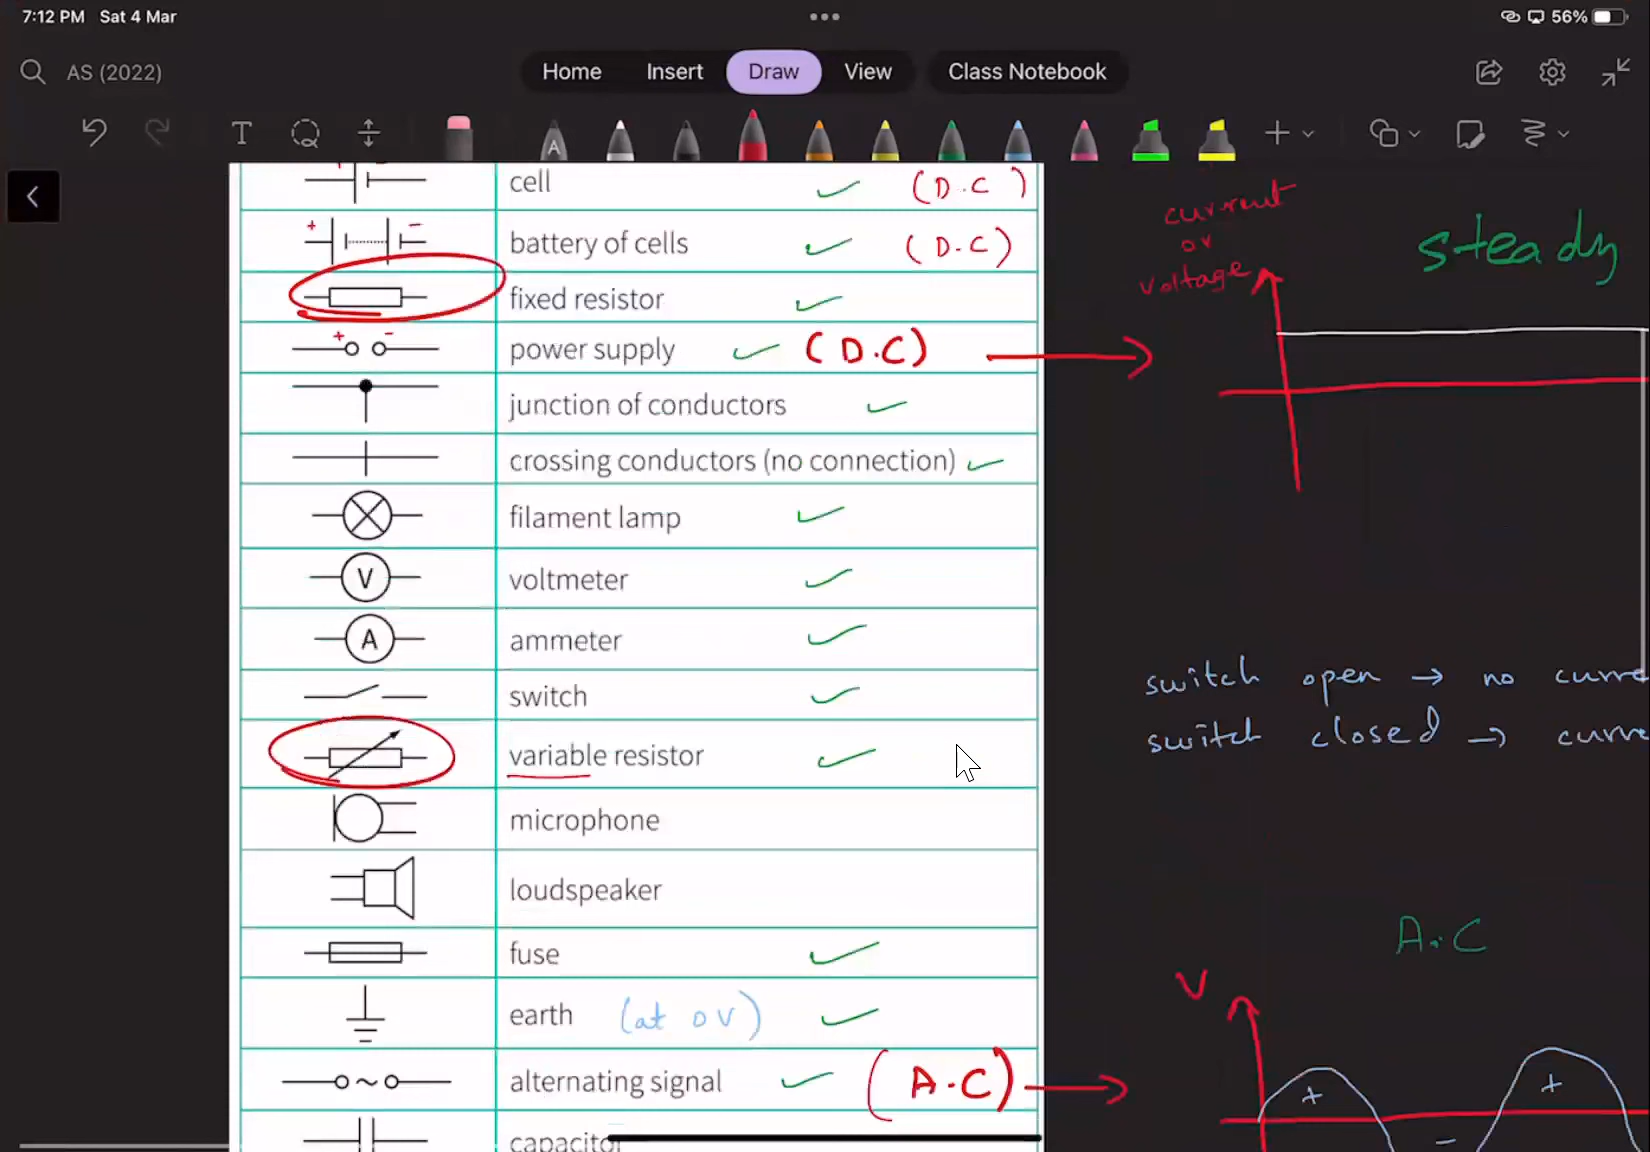 7:12 PM Sat 4 Mar
56%
AS (2022)
Home Insert Draw View Class Notebook
T
A
cell (D.C)
+ - battery of cells (D.C)
fixed resistor
+ - power supply (D.C)
junction of conductors
crossing conductors (no connection)
filament lamp
V voltmeter
A ammeter
switch
variable resistor
microphone
loudspeaker
fuse
earth (at 0V)
~ alternating signal (A.C)
capacitor
current
or
voltage
steady
switch open → no curre
switch closed → curre
A.C
V
+ - +